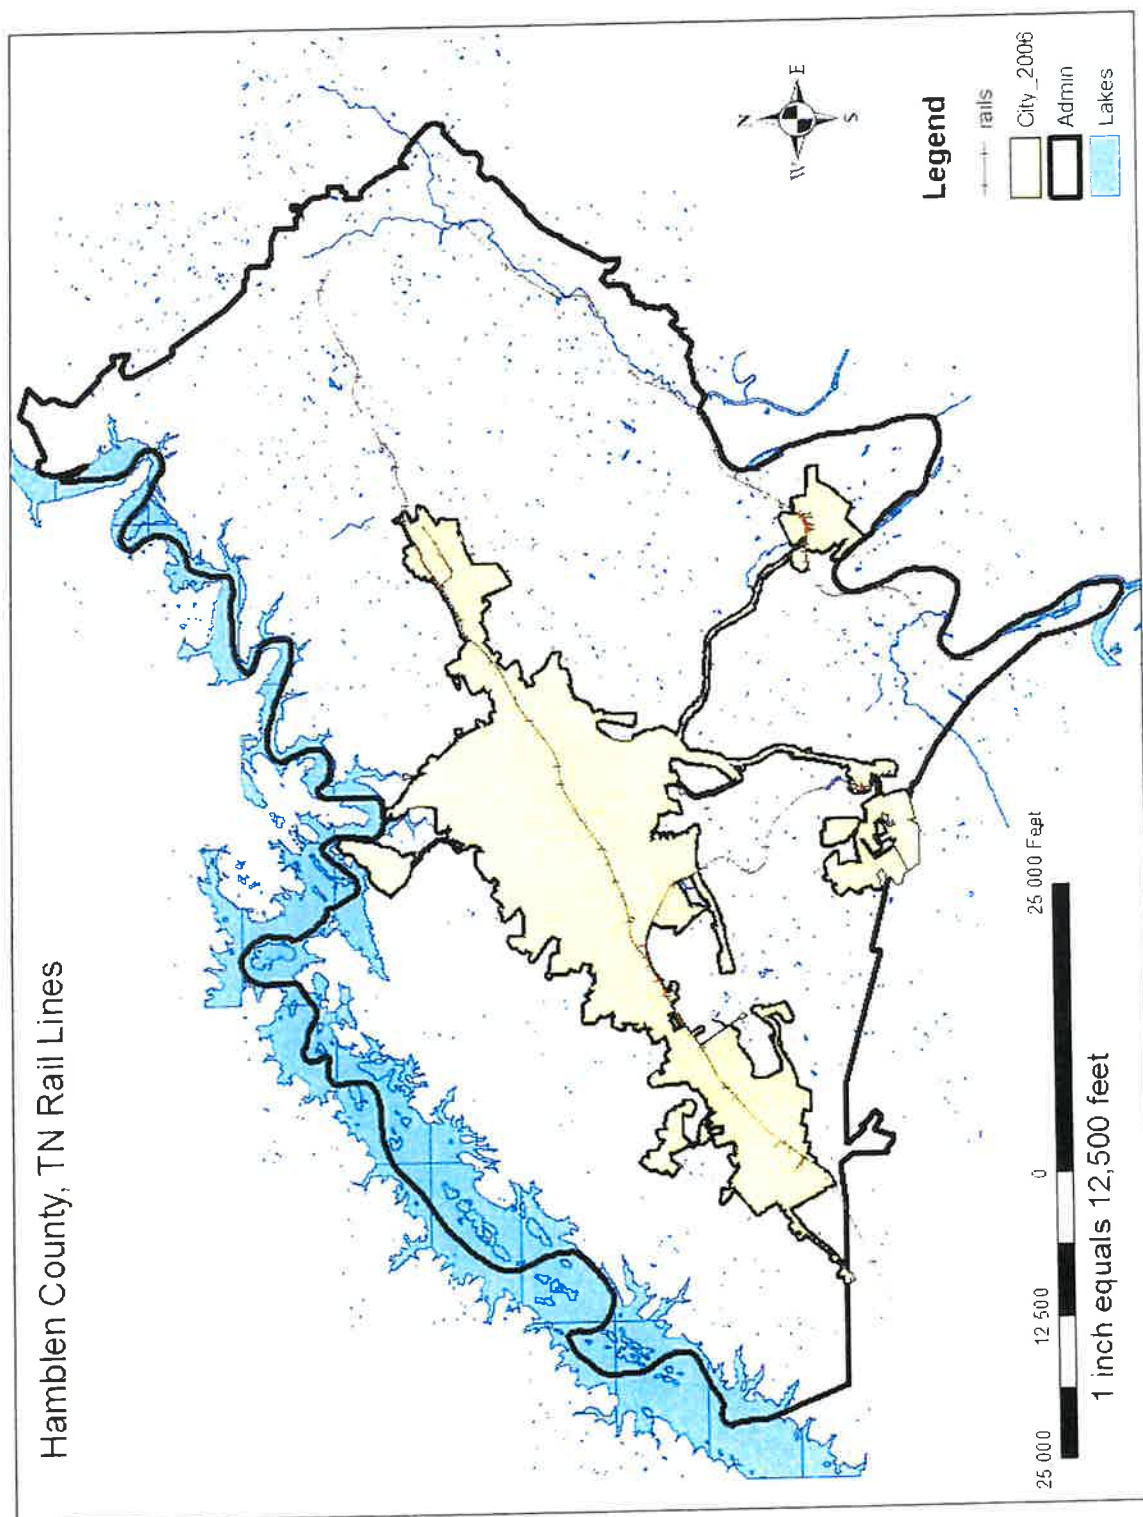 Hamblen County, TN Rail Lines
N
W
E
S
Legend
rails
City_2006
Admin
Lakes
25 000
12 500
0
25 000 Feet
1 inch equals 12,500 feet